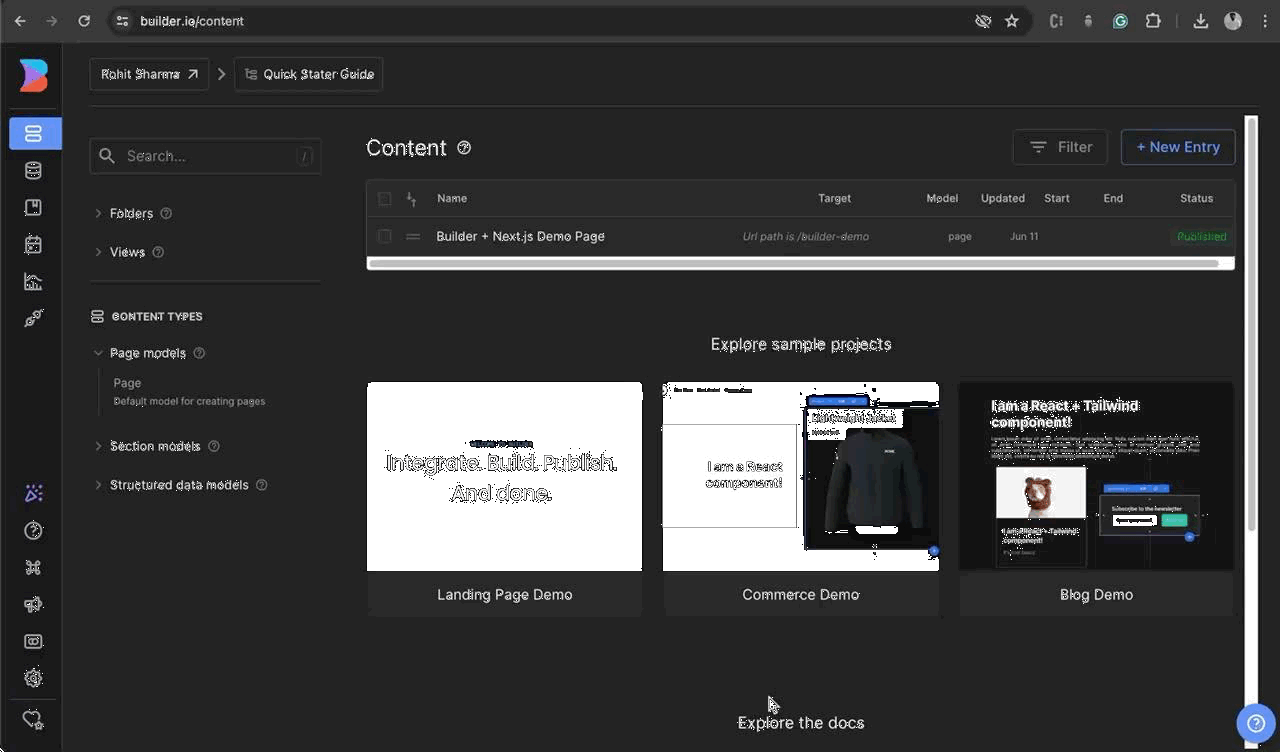 builder.io/content
Rohit Sharma
Quick Stater Guide
Search...
/
Folders
Views
CONTENT TYPES
Page models
Page
Default model for creating pages
Section models
Structured data models
Content
Filter
+ New Entry
Name Target Model Updated Start End Status
Builder + Next.js Demo Page Url path is /builder-demo page Jun 11 Published
Explore sample projects
Integrate. Build. Publish.
And done.
Landing Page Demo
I am a React
component!
Commerce Demo
I am a React + Tailwind
component!
Subscribe to the newsletter
Blog Demo
Explore the docs